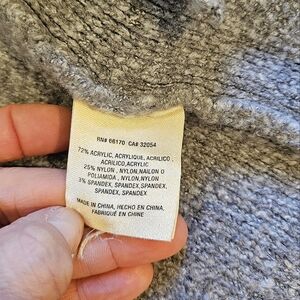 RN# 66170 CA# 32054
72% ACRYLIC, ACRYLIQUE, ACRILICO,
ACRILICO,ACRYLIC
25% NYLON, NYLON,NAILON O
POLIAMIDA, NYLON,NYLON
3% SPANDEX, SPANDEX,SPANDEX,
SPANDEX, SPANDEX
MADE IN CHINA, HECHO EN CHINA,
FABRIQUÉ EN CHINE